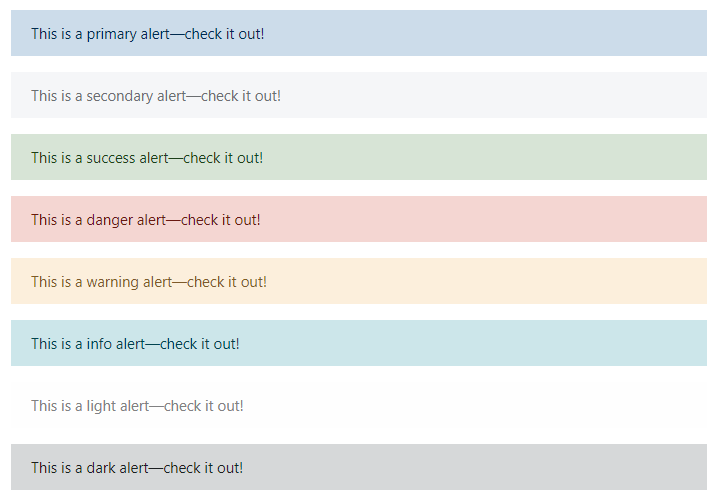 This is a primary alert—check it out!
This is a secondary alert—check it out!
This is a success alert—check it out!
This is a danger alert—check it out!
This is a warning alert—check it out!
This is a info alert—check it out!
This is a light alert—check it out!
This is a dark alert—check it out!